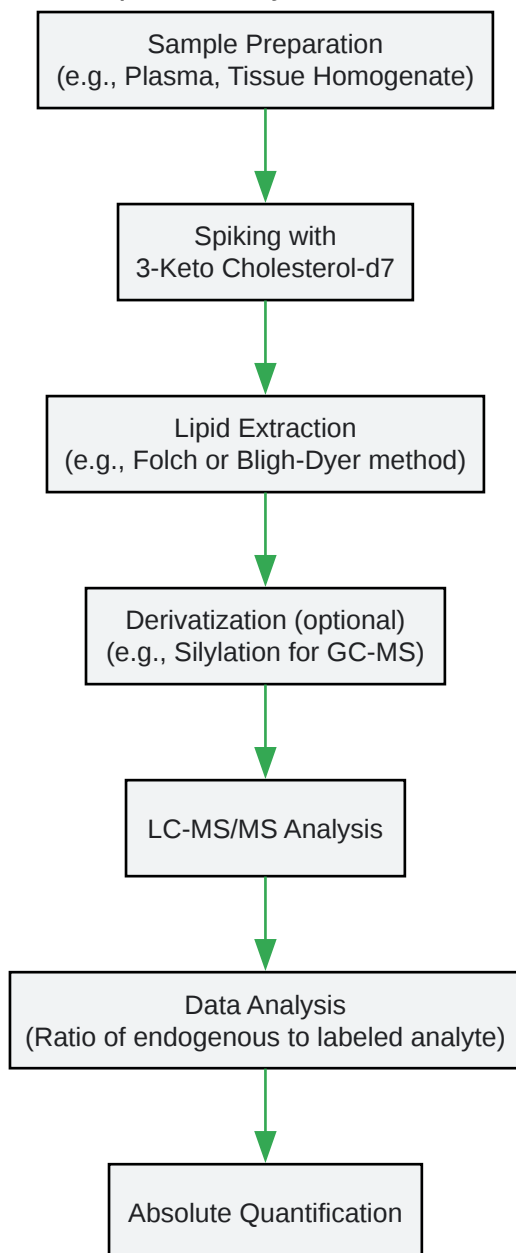 Sample Preparation
(e.g., Plasma, Tissue Homogenate)
Spiking with
3-Keto Cholesterol-d7
Lipid Extraction
(e.g., Folch or Bligh-Dyer method)
Derivatization (optional)
(e.g., Silylation for GC-MS)
LC-MS/MS Analysis
Data Analysis
(Ratio of endogenous to labeled analyte)
Absolute Quantification